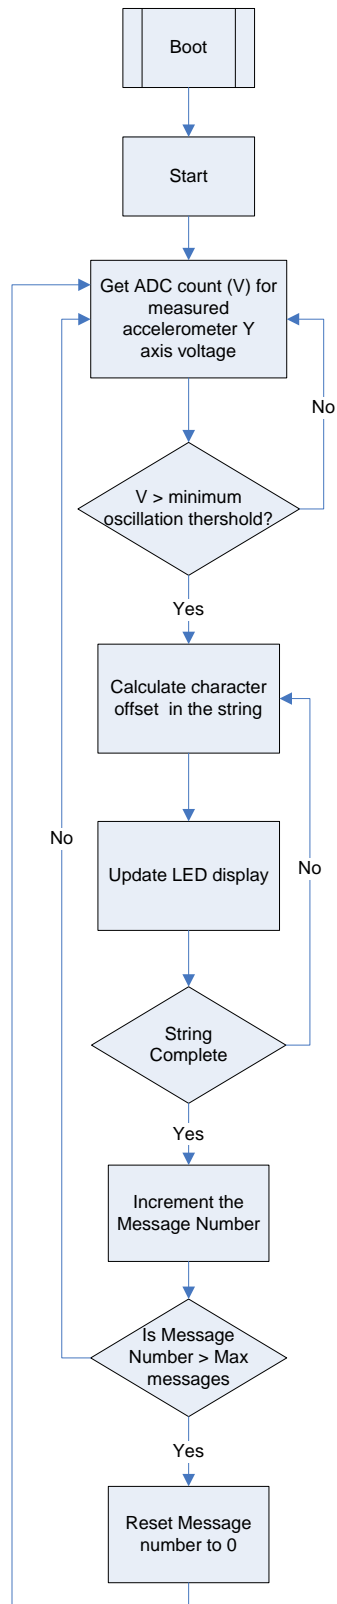 Boot
Start
Get ADC count (V) for
measured
accelerometer Y
axis voltage
No
V > minimum
oscillation thershold?
Yes
Calculate character
offset in the string
No
Update LED display
No
String
Complete
Yes
Increment the
Message Number
Is Message
Number > Max
messages
Yes
Reset Message
number to 0